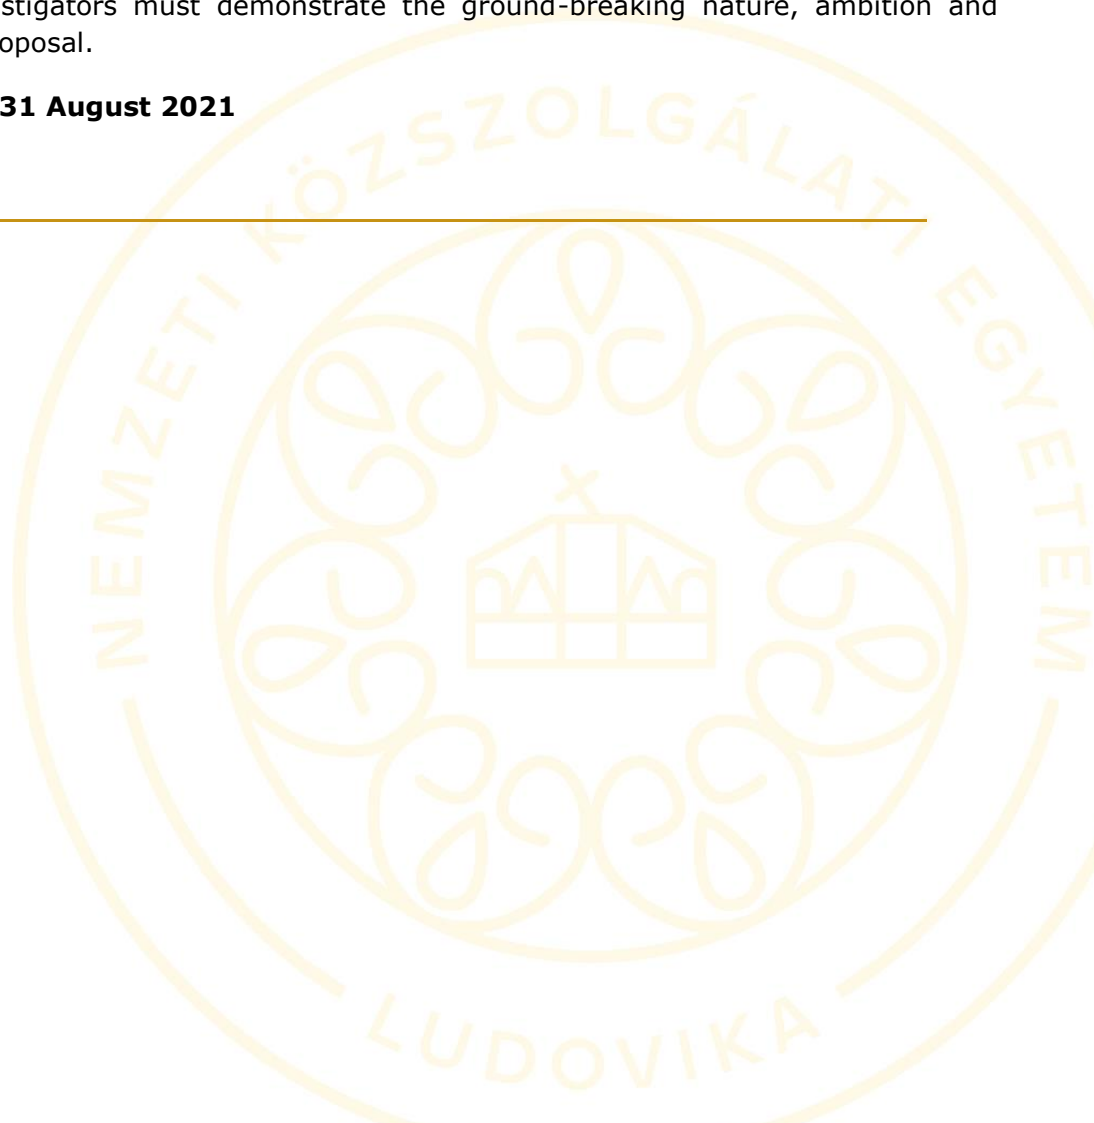 stigators must demonstrate the ground-breaking nature, ambition and
oposal.
31 August 2021
NEMZETI KÖZSZOLGÁLATI EGYETEM
LUDOVIKA